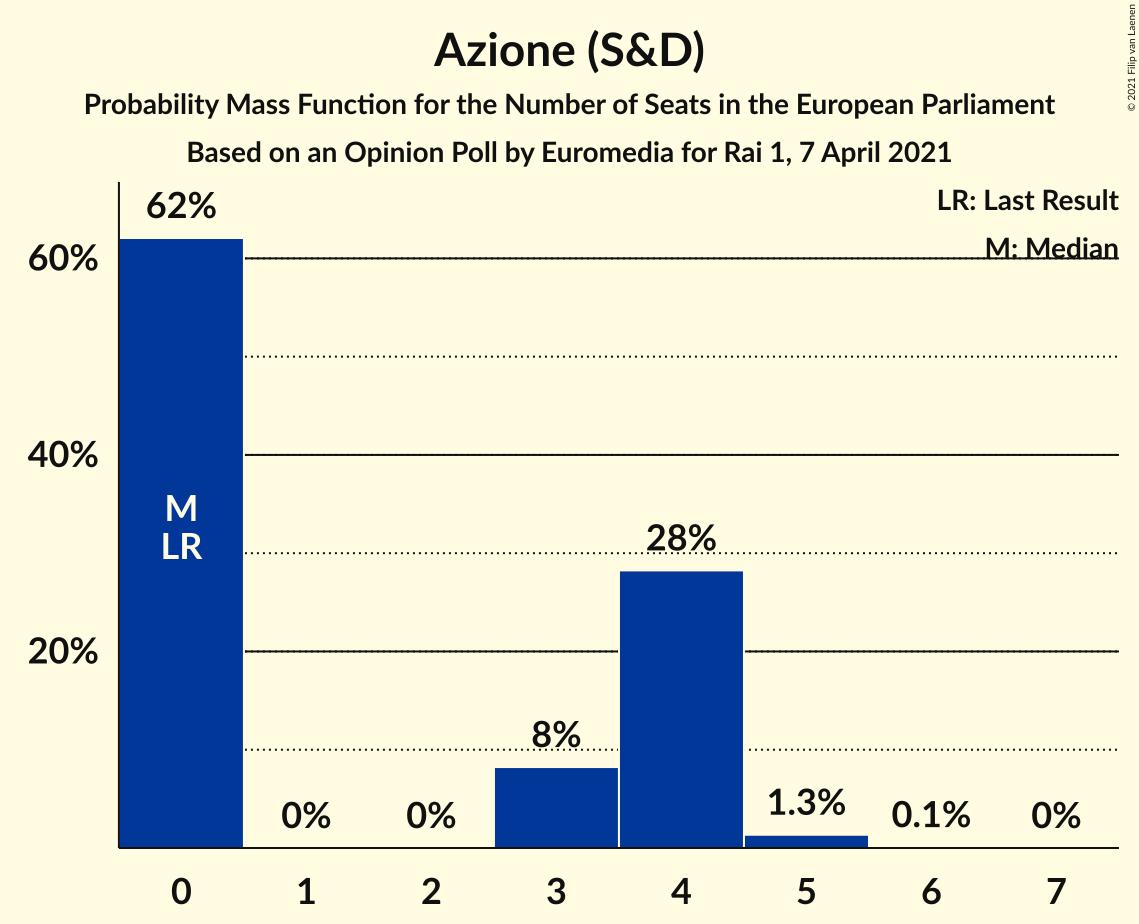 Azione (S&D)
Probability Mass Function for the Number of Seats in the European Parliament
Based on an Opinion Poll by Euromedia for Rai 1, 7 April 2021
© 2021 Filip van Laenen
LR: Last Result
M: Median
60%
40%
20%
62%
0%
0%
8%
28%
1.3%
0.1%
0%
M
LR
0
1
2
3
4
5
6
7